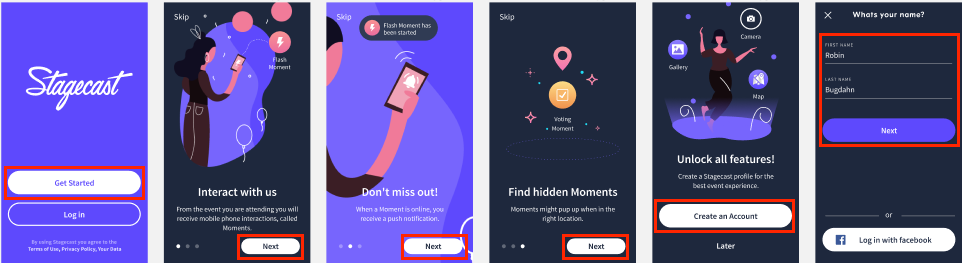 Stagecast
Get Started
Log in
By using Stagecast you agree to the
Terms of Use, Privacy Policy, Your Data
Skip
Flash
Moment
Interact with us
From the event you are attending you will
receive mobile phone interactions, called
Moments.
Next
Skip
Flash Moment has
been started
Don't miss out!
When a Moment is online, you
receive a push notification.
Next
Skip
Voting
Moment
Find hidden Moments
Moments might pup up when in the
right location.
Next
Camera
Gallery
Map
Unlock all features!
Create a Stagecast profile for the
best event experience.
Create an Account
Later
Whats your name?
FIRST NAME
Robin
LAST NAME
Bugdahn
Next
or
Log in with facebook